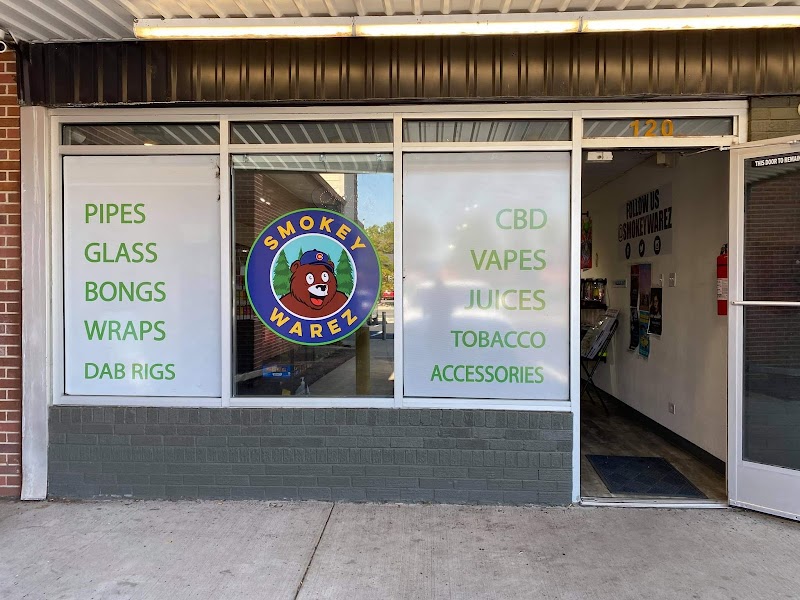 120
THIS DOOR TO REMAIN
PIPES
GLASS
BONGS
WRAPS
DAB RIGS
SMOKEY
WAREZ
CBD
VAPES
JUICES
TOBACCO
ACCESSORIES
FOLLOW US
@SMOKEYWAREZ